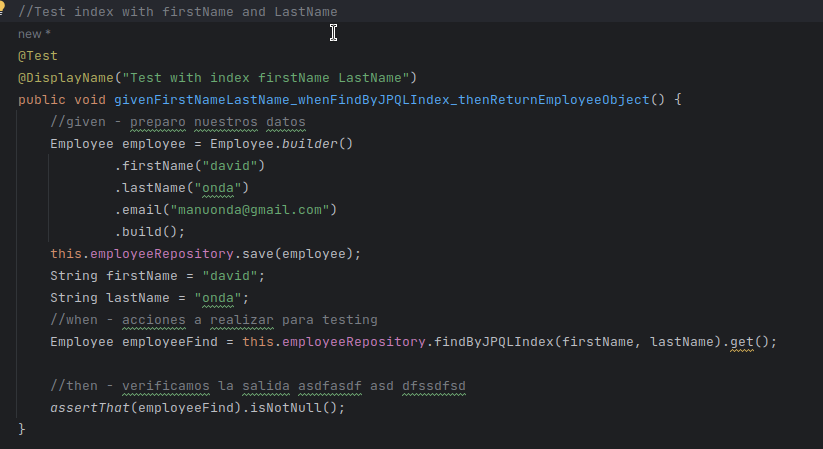 //Test index with firstName and LastName
new *
@Test
@DisplayName("Test with index firstName LastName")
public void givenFirstNameLastName_whenFindByJPQLIndex_thenReturnEmployeeObject() {
//given - preparo nuestros datos
Employee employee = Employee.builder()
.firstName("david")
.lastName("onda")
.email("manuonda@gmail.com")
.build();
this.employeeRepository.save(employee);
String firstName = "david";
String lastName = "onda";
//when - acciones a realizar para testing
Employee employeeFind = this.employeeRepository.findByJPQLIndex(firstName, lastName).get();
//then - verificamos la salida asdfasdf asd dfssdfsd
assertThat(employeeFind).isNotNull();
}